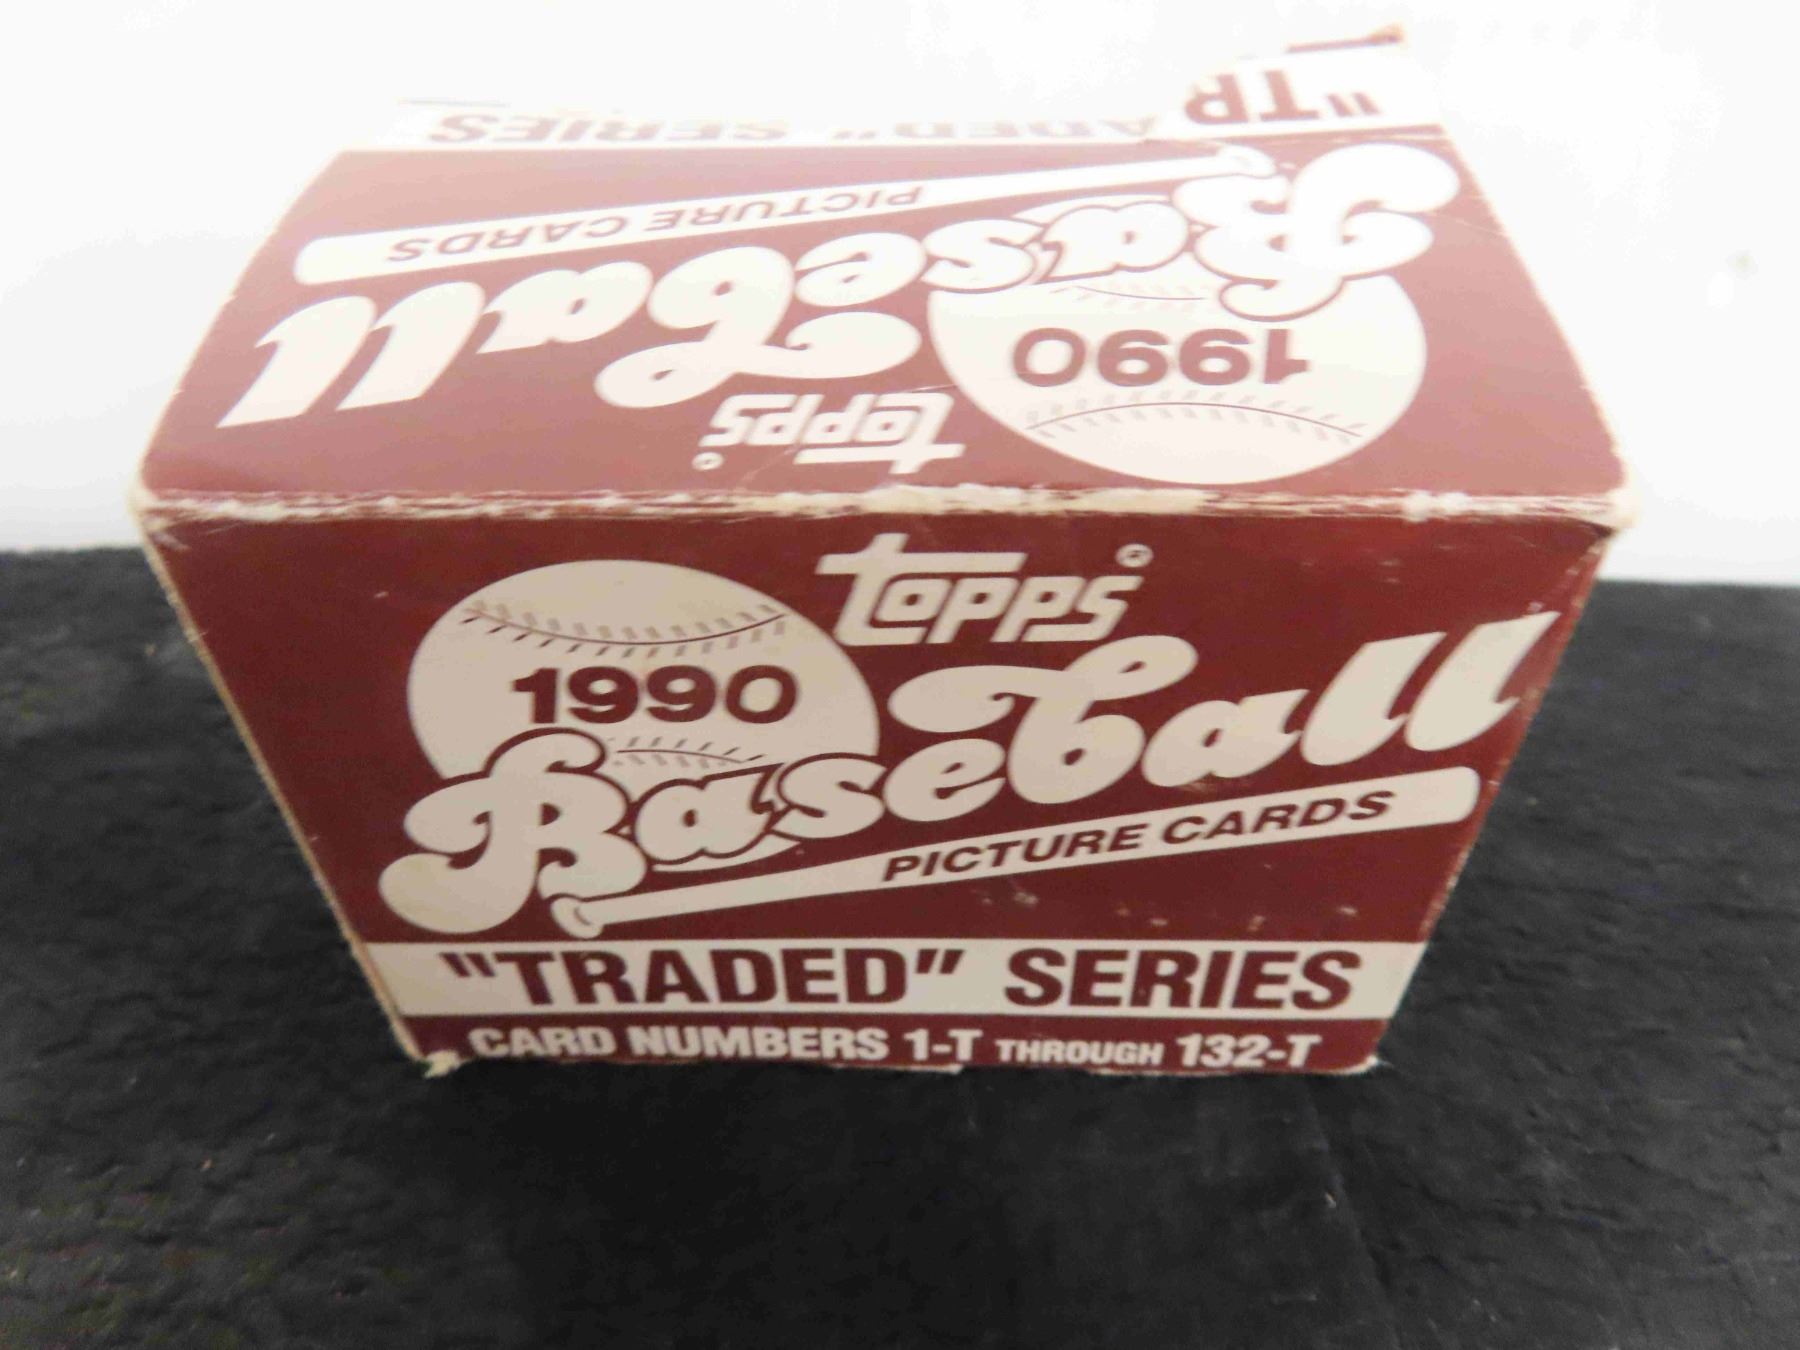 "TRADED" SERIES
PICTURE CARDS
Baseball
1990
topps®
topps®
1990
Baseball
PICTURE CARDS
"TRADED" SERIES
CARD NUMBERS 1-T THROUGH 132-T